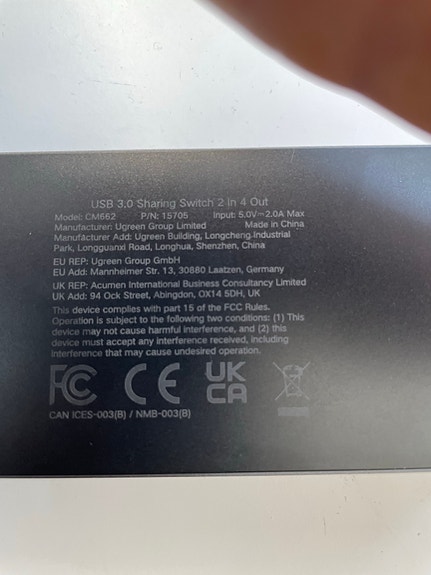 USB 3.0 Sharing Switch 2 In 4 Out
Model: CM662 P/N: 15705 Input: 5.0V⎓2.0A Max
Manufacturer: Ugreen Group Limited Made in China
Manufacturer Add: Ugreen Building, Longcheng Industrial
Park, Longguanxi Road, Longhua, Shenzhen, China
EU REP: Ugreen Group GmbH
EU Add: Mannheimer Str. 13, 30880 Laatzen, Germany
UK REP: Acumen International Business Consultancy Limited
UK Add: 94 Ock Street, Abingdon, OX14 5DH, UK
This device complies with part 15 of the FCC Rules.
Operation is subject to the following two conditions: (1) This
device may not cause harmful interference, and (2) this
device must accept any interference received, including
interference that may cause undesired operation.
FC CE UK
CA
CAN ICES-003(B) / NMB-003(B)